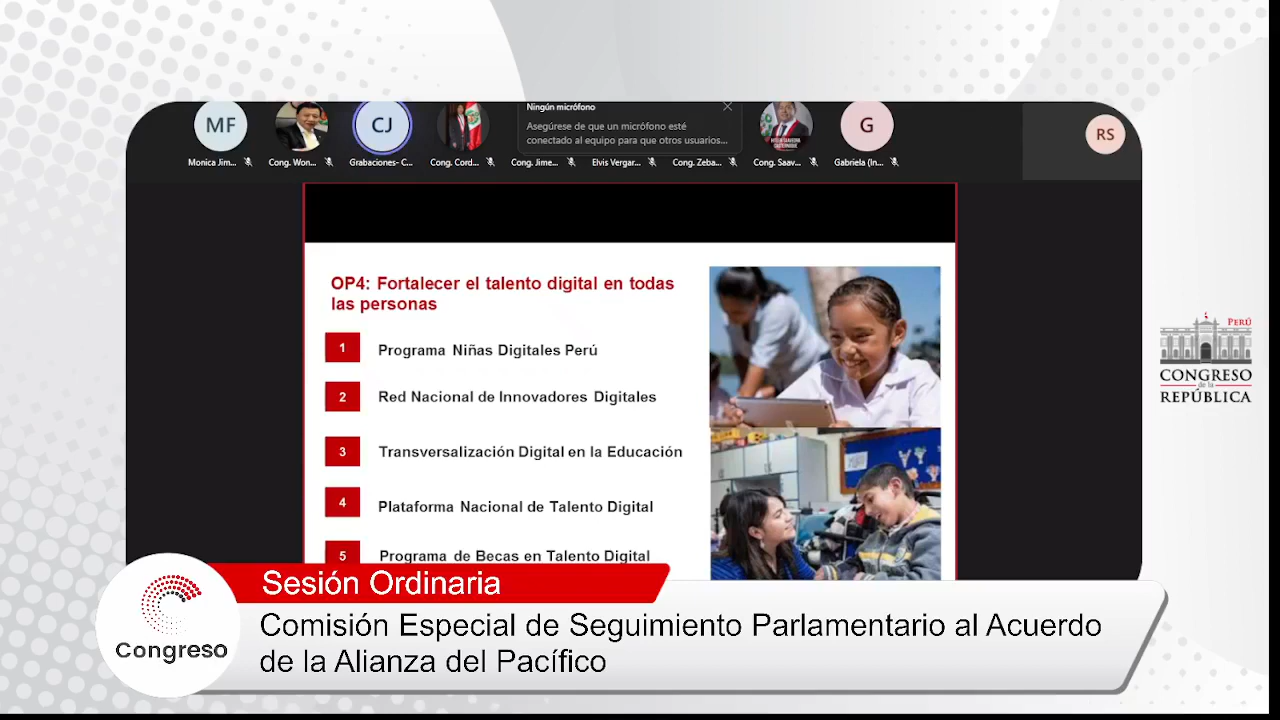 MF
CJ
Ningún micrófono
Asegúrese de que un micrófono esté
conectado al equipo para que otros usuarios...
G
RS
Monica Jim...
Cong. Won...
Grabaciones- C...
Cong. Cord...
Cong. Jime...
Elvis Vergar...
Cong. Zeba...
Cong. Saav...
Gabriela (In...
OP4: Fortalecer el talento digital en todas
las personas
1 Programa Niñas Digitales Perú
2 Red Nacional de Innovadores Digitales
3 Transversalización Digital en la Educación
4 Plataforma Nacional de Talento Digital
5 Programa de Becas en Talento Digital
PERÚ
CONGRESO
de la
REPÚBLICA
Congreso
Sesión Ordinaria
Comisión Especial de Seguimiento Parlamentario al Acuerdo
de la Alianza del Pacífico